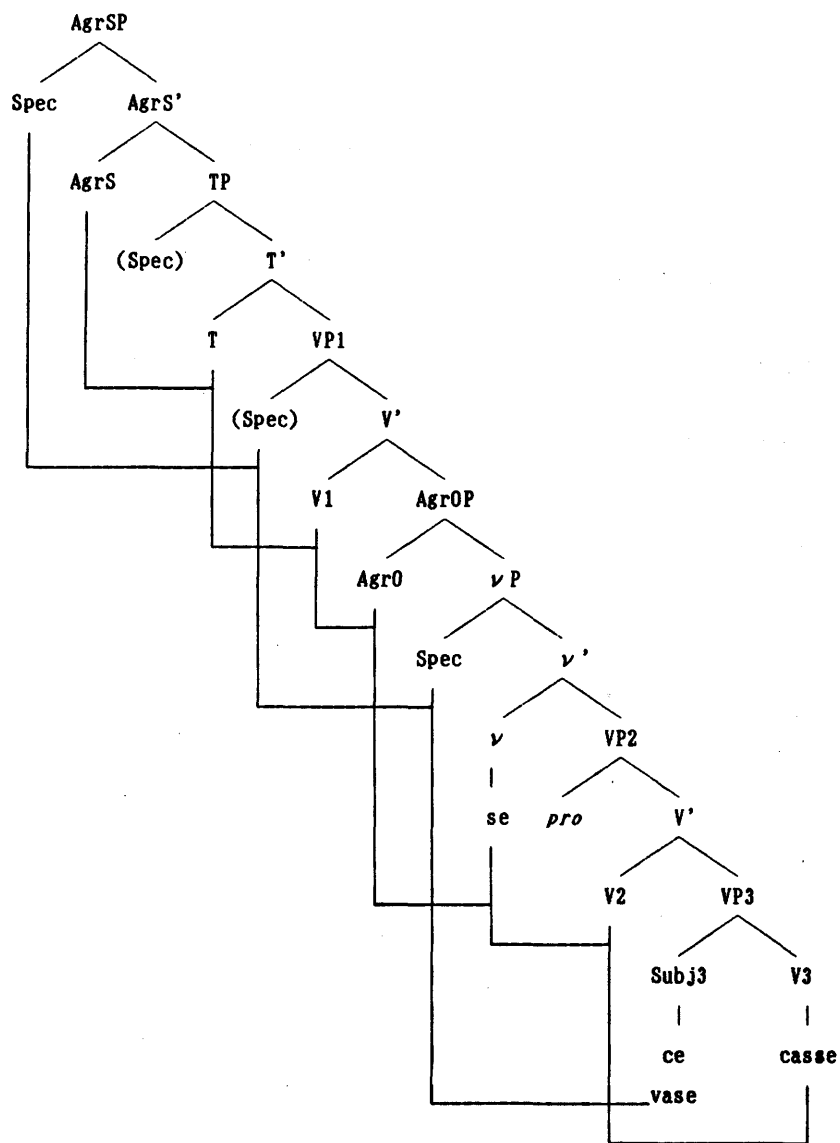 AgrSP
Spec AgrS'
AgrS TP
(Spec) T'
T VP1
(Spec) V'
V1 AgrOP
AgrO νP
Spec ν'
ν VP2
se pro V'
V2 VP3
Subj3 V3
ce casse
vase